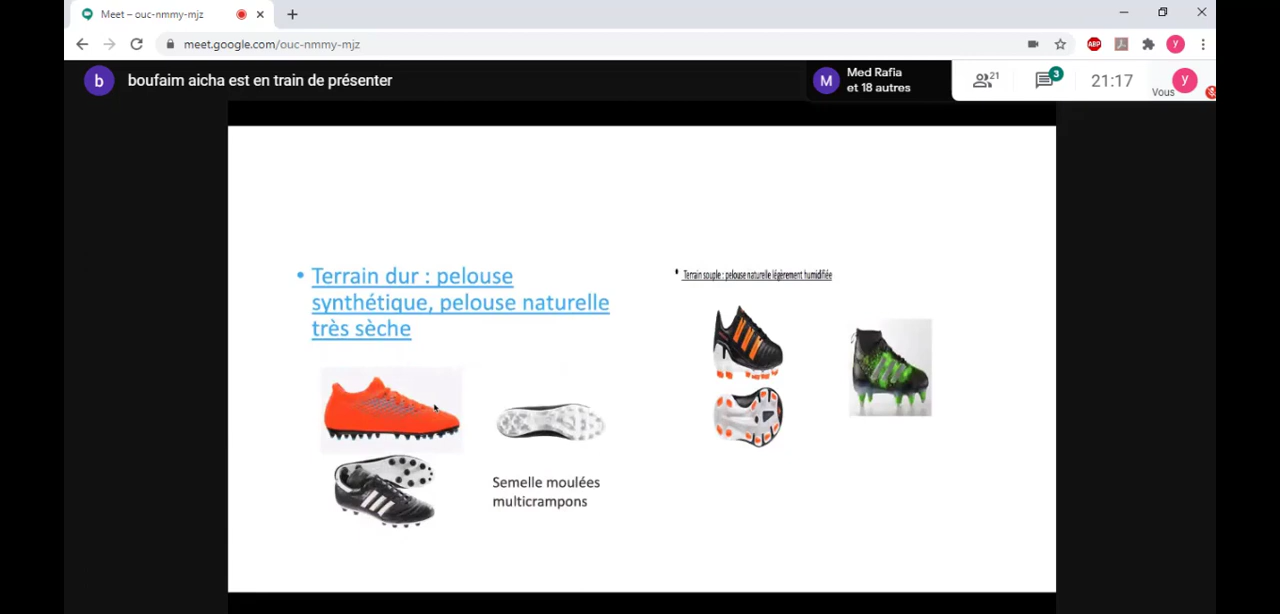 Meet – ouc-nmmy-mjz
meet.google.com/ouc-nmmy-mjz
ABP
y
b
boufaim aicha est en train de présenter
M
Med Rafia
et 18 autres
21
3
21:17
Vous
y
• Terrain dur : pelouse
synthétique, pelouse naturelle
très sèche
• Terrain souple : pelouse naturelle légèrement humidifiée
Semelle moulées
multicrampons